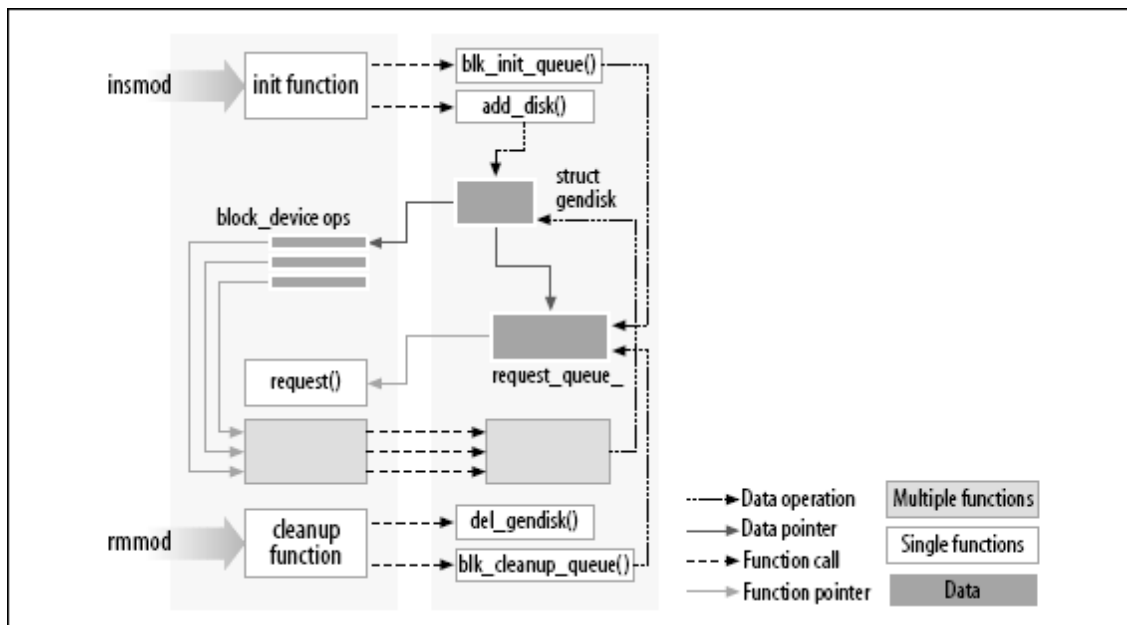 insmod
init function
blk_init_queue()
add_disk()
struct
gendisk
block_device ops
request_queue_
request()
rmmod
cleanup
function
del_gendisk()
blk_cleanup_queue()
Data operation
Data pointer
Function call
Function pointer
Multiple functions
Single functions
Data